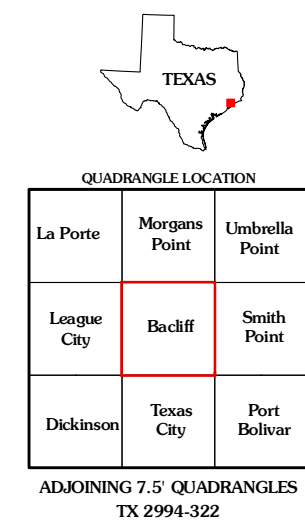 TEXAS
QUADRANGLE LOCATION
La Porte
Morgans
Point
Umbrella
Point
League
City
Bacliff
Smith
Point
Dickinson
Texas
City
Port
Bolivar
ADJOINING 7.5' QUADRANGLES
TX 2994-322